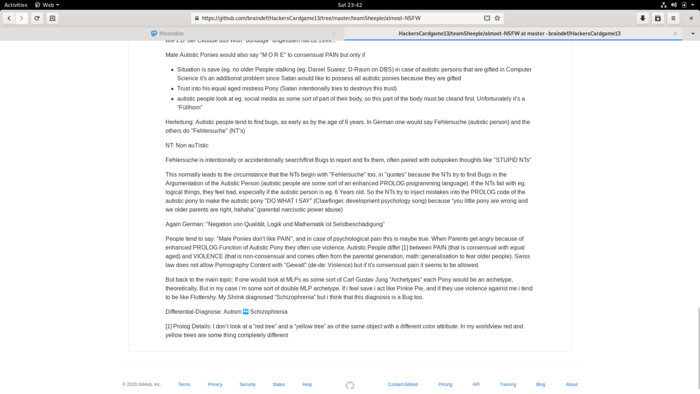 Activities Web Sat 23:42
https://github.com/braindef/HackersCardgame13/tree/master/teamSheeple/almost-NSFW
Mastodon
HackersCardgame13/teamSheeple/almost-NSFW at master · braindef/HackersCardgame13
Male Autistic Ponies would also say "M O R E" to consensual PAIN but only if
Situation is save (eg. no older People stalking (eg. Daniel Suarez: D-Raum on DBS) in case of autistic persons that are gifted in Computer
Science it's an additional problem since Satan would like to possess all autistic ponies because they are gifted
Trust into his equal aged mistress Pony (Satan intentionally tries to destroys this trust)
autistic people look at eg. social media as some sort of part of their body, so this part of the body must be cleand first. Unfortunately it's a
"Füllhorn"
Herleitung: Autistic people tend to find bugs, as early as by the age of 6 years. In German one would say Fehlersuche (autistic person) and the
others do "Fehlersuche" (NT's)
NT: Non auTistic
Fehlersuche is intentionally or accidentionally search/find Bugs to report and fix them, often paired with outspoken thoughts like "STUPID NTs"
This normally leads to the circumstance that the NTs begin with "Fehlersuche" too, in "quotes" because the NTs try to find Bugs in the
Argumentation of the Autistic Person (autistic people are some sort of an enhanced PROLOG programming language). If the NTs fail with eg.
logical things, they feel bad, especially if the autistic person is eg. 6 Years old. So the NTs try to inject mistakes into the PROLOG code of the
autistic pony to make the autistic pony "DO WHAT I SAY" (Clawfinger, development psychology song) because "you little pony are wrong and
we older parents are right, hahaha" (parental narcisstic power abuse)
Again German: "Negation von Qualität, Logik und Mathematik ist Selstbeschädigung"
People tend to say: "Male Ponies don't like PAIN", and in case of psychological pain this is maybe true. When Parents get angry because of
enhanced PROLOG Function of Autistic Pony they often use violence. Autistic People differ [1] between PAIN (that is consensual with equal
aged) and VIOLENCE (that is non-consensual and comes often from the parental generation, math::generalisation to fear older people). Swiss
law does not allow Pornography Content with "Gewalt" (de-de: Violence) but if it's consensual pain it seems to be allowed.
But back to the main topic: If one would look at MLPs as some sort of Carl Gustav Jung "Archetypes" each Pony would be an archetype,
theoretically. But in my case i'm some sort of double MLP archetype. If i feel save i act like Pinkie Pie, and if they use violence against me i tend
to be like Fluttershy. My Shrink diagnosed "Schizophrenia" but i think that this diagnosis is a Bug too.
Differential-Diagnose: Autism ↔ Schizophrenia
[1] Prolog Details: I don't look at a "red tree" and a "yellow tree" as of the same object with a different color attribute. In my worldview red and
yellow trees are some thing completely different
© 2020 GitHub, Inc. Terms Privacy Security Status Help Contact GitHub Pricing API Training Blog About